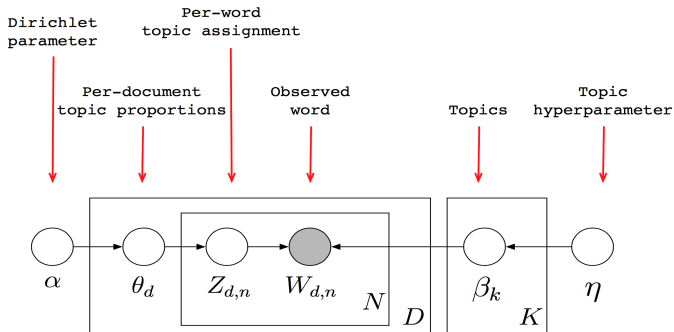 Dirichlet
parameter
Per-word
topic assignment
Per-document
topic proportions
Observed
word
Topics
Topic
hyperparameter
α
θ_d
Z_{d,n}
W_{d,n}
N
D
β_k
K
η